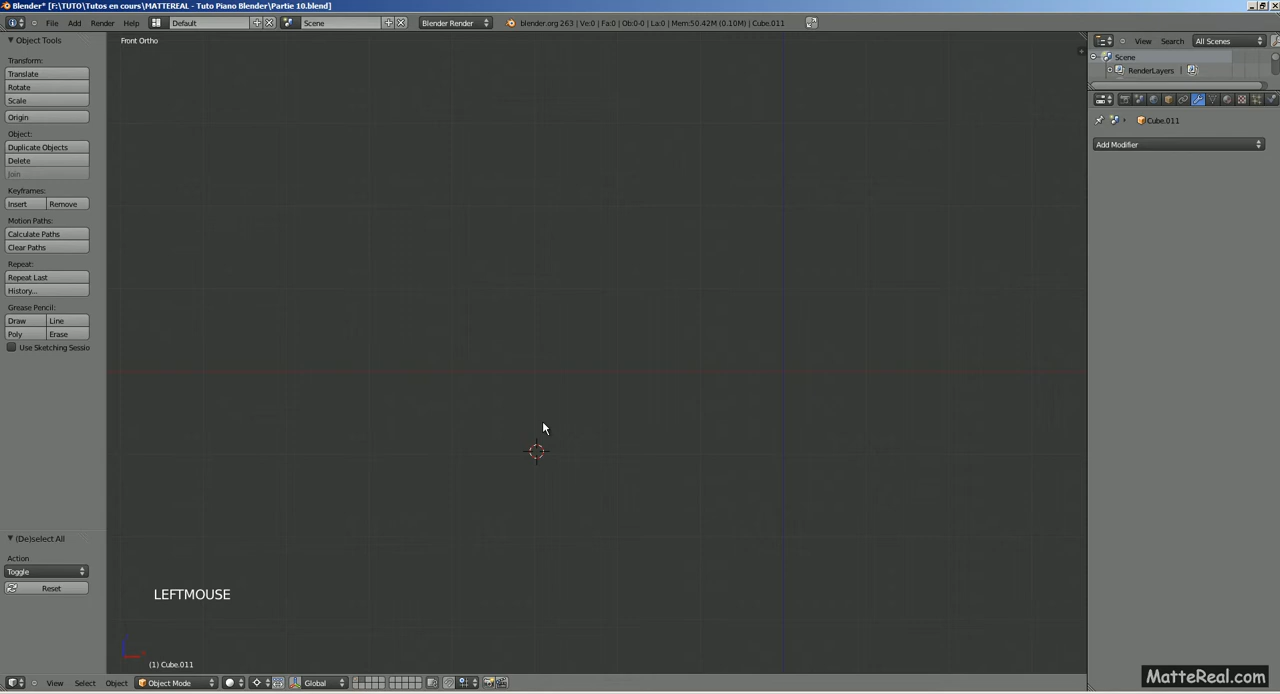 Blender* [F:\TUTO\Tutos en cours\MATTEREAL - Tuto Piano Blender\Partie 10.blend]
File Add Render Help Default Scene Blender Render blender.org 263 | Ve:0 | Fa:0 | Ob:0-0 | La:0 | Mem:50.42M (0.10M) | Cube.011
View Search All Scenes
Object Tools
Front Ortho
Scene
RenderLayers
Transform:
Translate
Rotate
Scale
Origin
Cube.011
Object:
Add Modifier
Duplicate Objects
Delete
Join
Keyframes:
Insert Remove
Motion Paths:
Calculate Paths
Clear Paths
Repeat:
Repeat Last
History...
Grease Pencil:
Draw Line
Poly Erase
Use Sketching Sessio
(De)select All
Action
Toggle
Reset
LEFTMOUSE
(1) Cube.011
View Select Object Object Mode Global
MatteReal.com